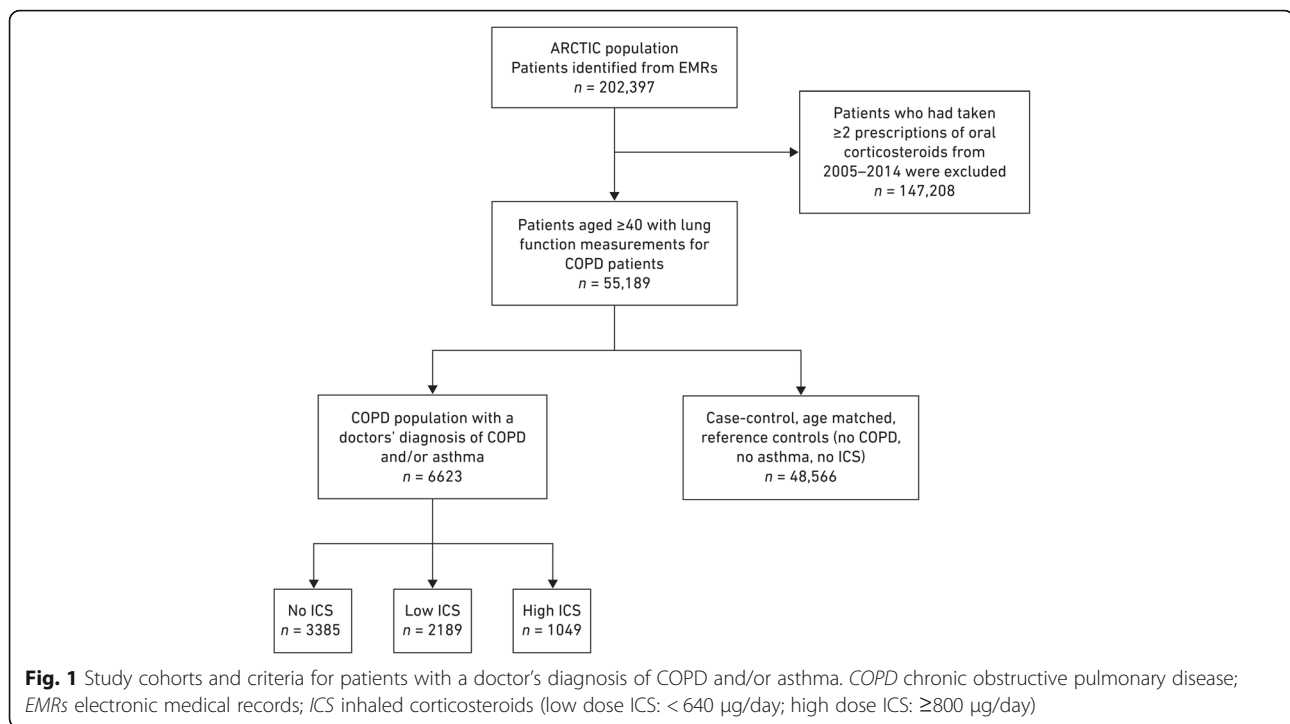 ARCTIC population
Patients identified from EMRs
n = 202,397
Patients who had taken
≥2 prescriptions of oral
corticosteroids from
2005–2014 were excluded
n = 147,208
Patients aged ≥40 with lung
function measurements for
COPD patients
n = 55,189
COPD population with a
doctors’ diagnosis of COPD
and/or asthma
n = 6623
Case-control, age matched,
reference controls (no COPD,
no asthma, no ICS)
n = 48,566
No ICS
n = 3385
Low ICS
n = 2189
High ICS
n = 1049
Fig. 1 Study cohorts and criteria for patients with a doctor’s diagnosis of COPD and/or asthma. COPD chronic obstructive pulmonary disease;
EMRs electronic medical records; ICS inhaled corticosteroids (low dose ICS: < 640 μg/day; high dose ICS: ≥800 μg/day)